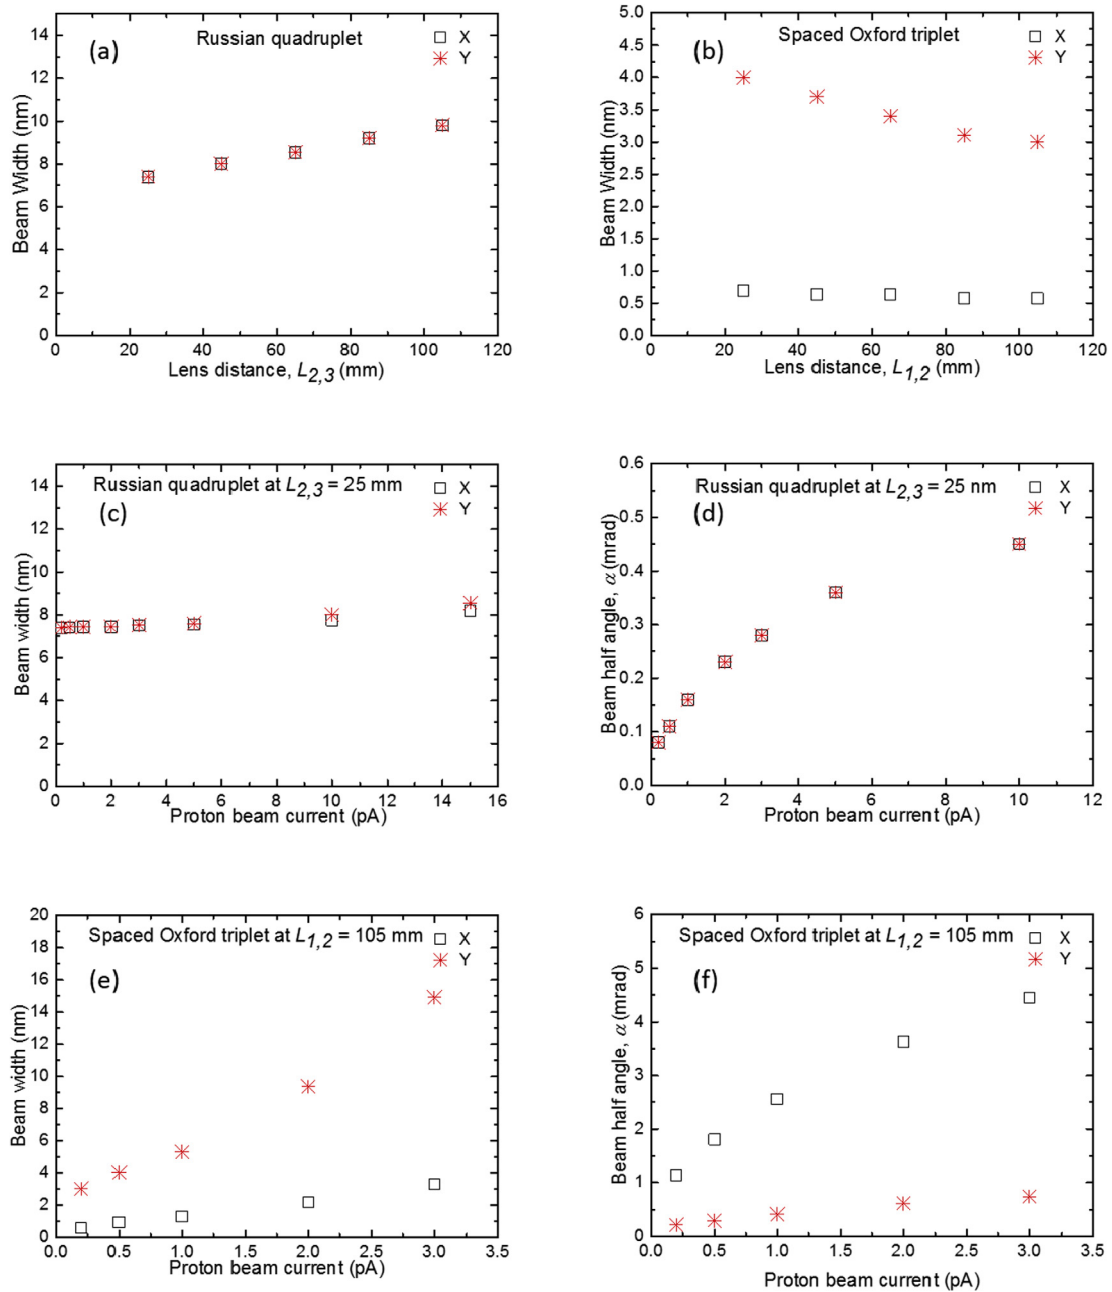 (a) Russian quadruplet
X
Y
14
12
10
8
6
4
2
0
Beam Width (nm)
0 20 40 60 80 100 120
Lens distance, L2,3 (mm)
(b) Spaced Oxford triplet
X
Y
5.0
4.5
4.0
3.5
3.0
2.5
2.0
1.5
1.0
0.5
0.0
Beam Width (nm)
0 20 40 60 80 100 120
Lens distance, L1,2 (mm)
(c) Russian quadruplet at L2,3 = 25 mm
X
Y
14
12
10
8
6
4
2
0
Beam width (nm)
0 2 4 6 8 10 12 14 16
Proton beam current (pA)
(d) Russian quadruplet at L2,3 = 25 nm
X
Y
0.6
0.5
0.4
0.3
0.2
0.1
0.0
Beam half angle, α (mrad)
0 2 4 6 8 10 12
Proton beam current (pA)
(e) Spaced Oxford triplet at L1,2 = 105 mm
X
Y
20
18
16
14
12
10
8
6
4
2
0
Beam width (nm)
0.0 0.5 1.0 1.5 2.0 2.5 3.0 3.5
Proton beam current (pA)
(f) Spaced Oxford triplet at L1,2 = 105 mm
X
Y
6
5
4
3
2
1
0
Beam half angle, α (mrad)
0.0 0.5 1.0 1.5 2.0 2.5 3.0 3.5
Proton beam current (pA)